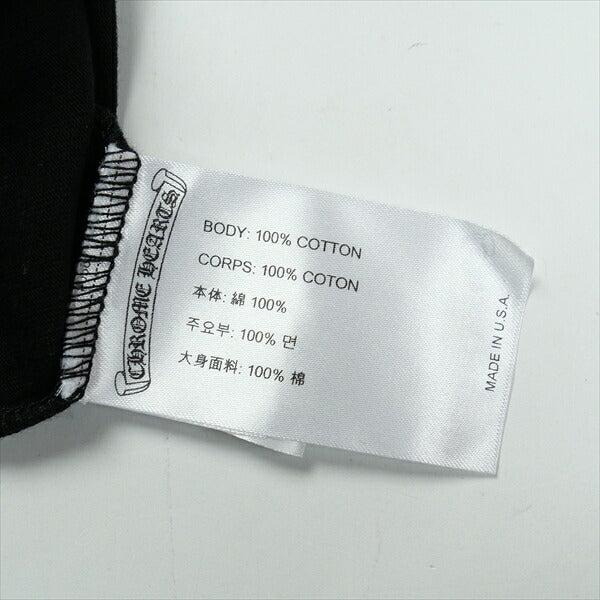 CHROME HEARTS
BODY: 100% COTTON
CORPS: 100% COTON
本体: 綿 100%
주요부: 100% 면
大身面料: 100% 棉
MADE IN U.S.A.